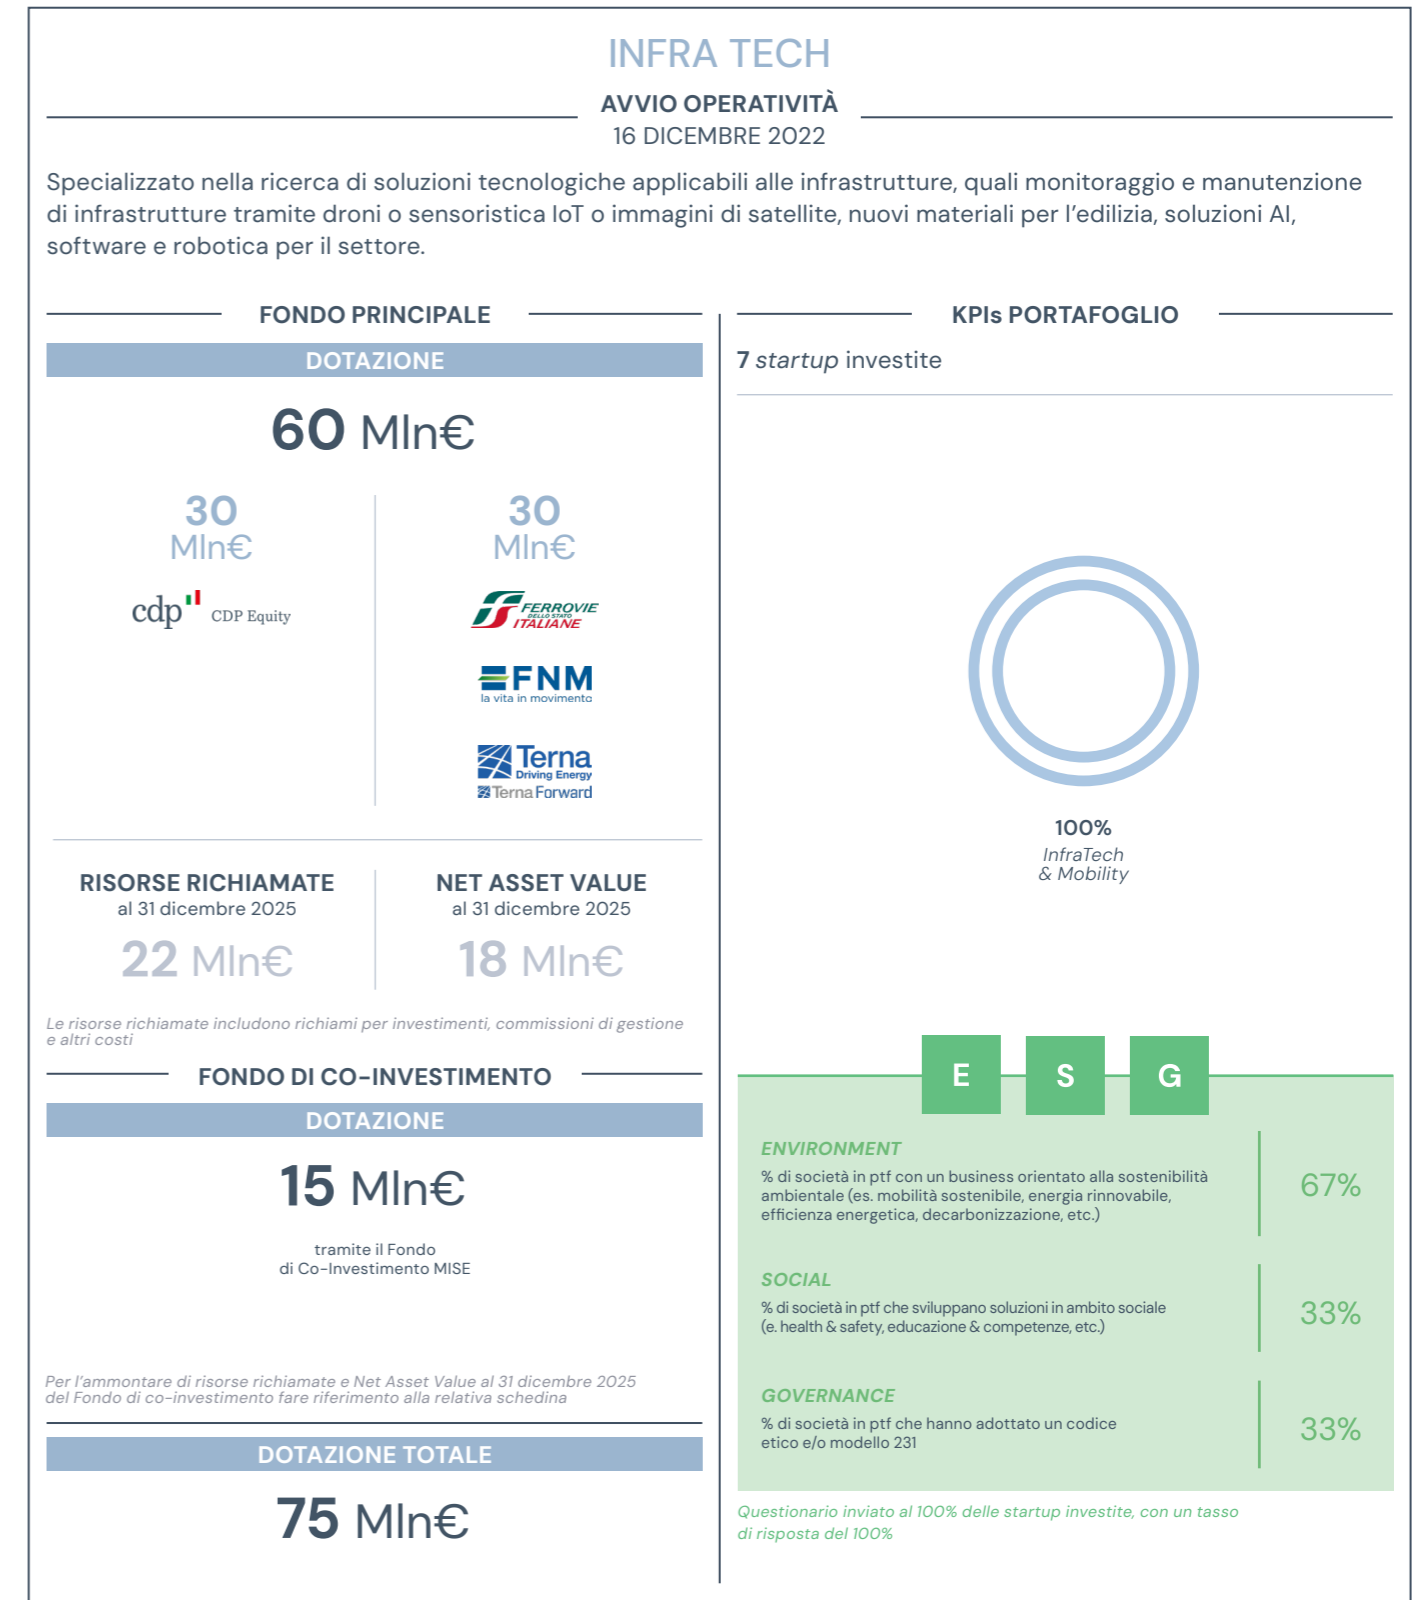 INFRA TECH
AVVIO OPERATIVITÀ
16 DICEMBRE 2022
Specializzato nella ricerca di soluzioni tecnologiche applicabili alle infrastrutture, quali monitoraggio e manutenzione
di infrastrutture tramite droni o sensoristica IoT o immagini di satellite, nuovi materiali per l’edilizia, soluzioni AI,
software e robotica per il settore.
FONDO PRINCIPALE
DOTAZIONE
60 Mln€
30
Mln€
cdp CDP Equity
30
Mln€
FERROVIE
DELLO STATO
ITALIANE
FNM
la vita in movimento
Terna
Driving Energy
Terna Forward
RISORSE RICHIAMATE
al 31 dicembre 2025
22 Mln€
NET ASSET VALUE
al 31 dicembre 2025
18 Mln€
Le risorse richiamate includono richiami per investimenti, commissioni di gestione
e altri costi
FONDO DI CO-INVESTIMENTO
DOTAZIONE
15 Mln€
tramite il Fondo
di Co-Investimento MISE
Per l’ammontare di risorse richiamate e Net Asset Value al 31 dicembre 2025
del Fondo di co-investimento fare riferimento alla relativa schedina
DOTAZIONE TOTALE
75 Mln€
KPIs PORTAFOGLIO
7 startup investite
100%
InfraTech
& Mobility
E S G
ENVIRONMENT
% di società in ptf con un business orientato alla sostenibilità
ambientale (es. mobilità sostenibile, energia rinnovabile,
efficienza energetica, decarbonizzazione, etc.)
67%
SOCIAL
% di società in ptf che sviluppano soluzioni in ambito sociale
(e. health & safety, educazione & competenze, etc.)
33%
GOVERNANCE
% di società in ptf che hanno adottato un codice
etico e/o modello 231
33%
Questionario inviato al 100% delle startup investite, con un tasso
di risposta del 100%